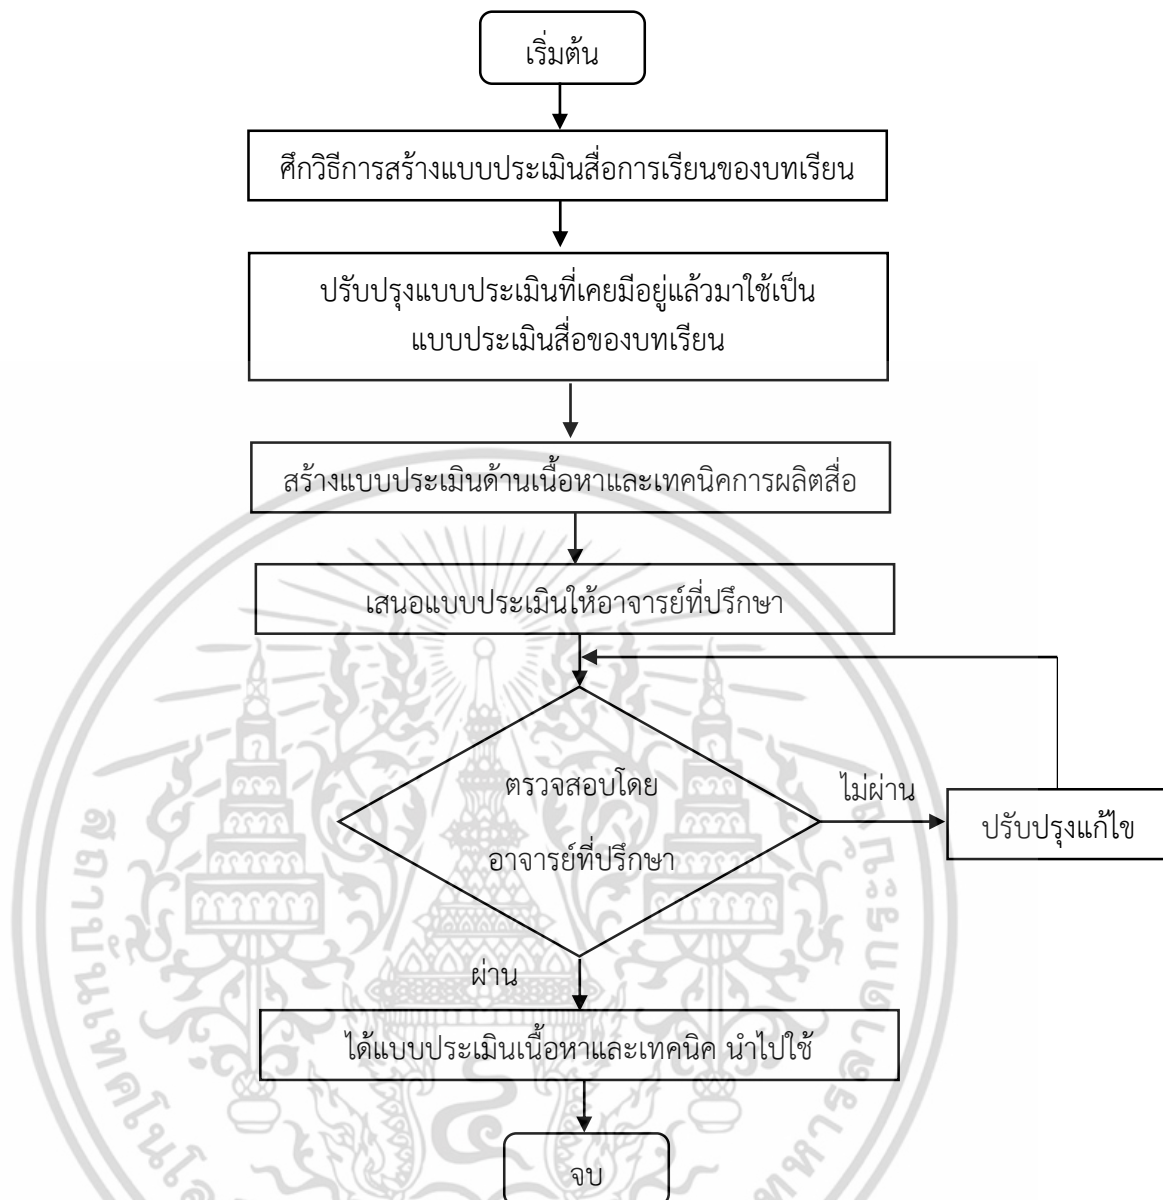 เริ่มต้น
ศึกวิธีการสร้างแบบประเมินสื่อการเรียนของบทเรียน
ปรับปรุงแบบประเมินที่เคยมีอยู่แล้วมาใช้เป็น
แบบประเมินสื่อของบทเรียน
สร้างแบบประเมินด้านเนื้อหาและเทคนิคการผลิตสื่อ
เสนอแบบประเมินให้อาจารย์ที่ปรึกษา
ตรวจสอบโดย
อาจารย์ที่ปรึกษา
ไม่ผ่าน
ปรับปรุงแก้ไข
ผ่าน
ได้แบบประเมินเนื้อหาและเทคนิค นำไปใช้
จบ